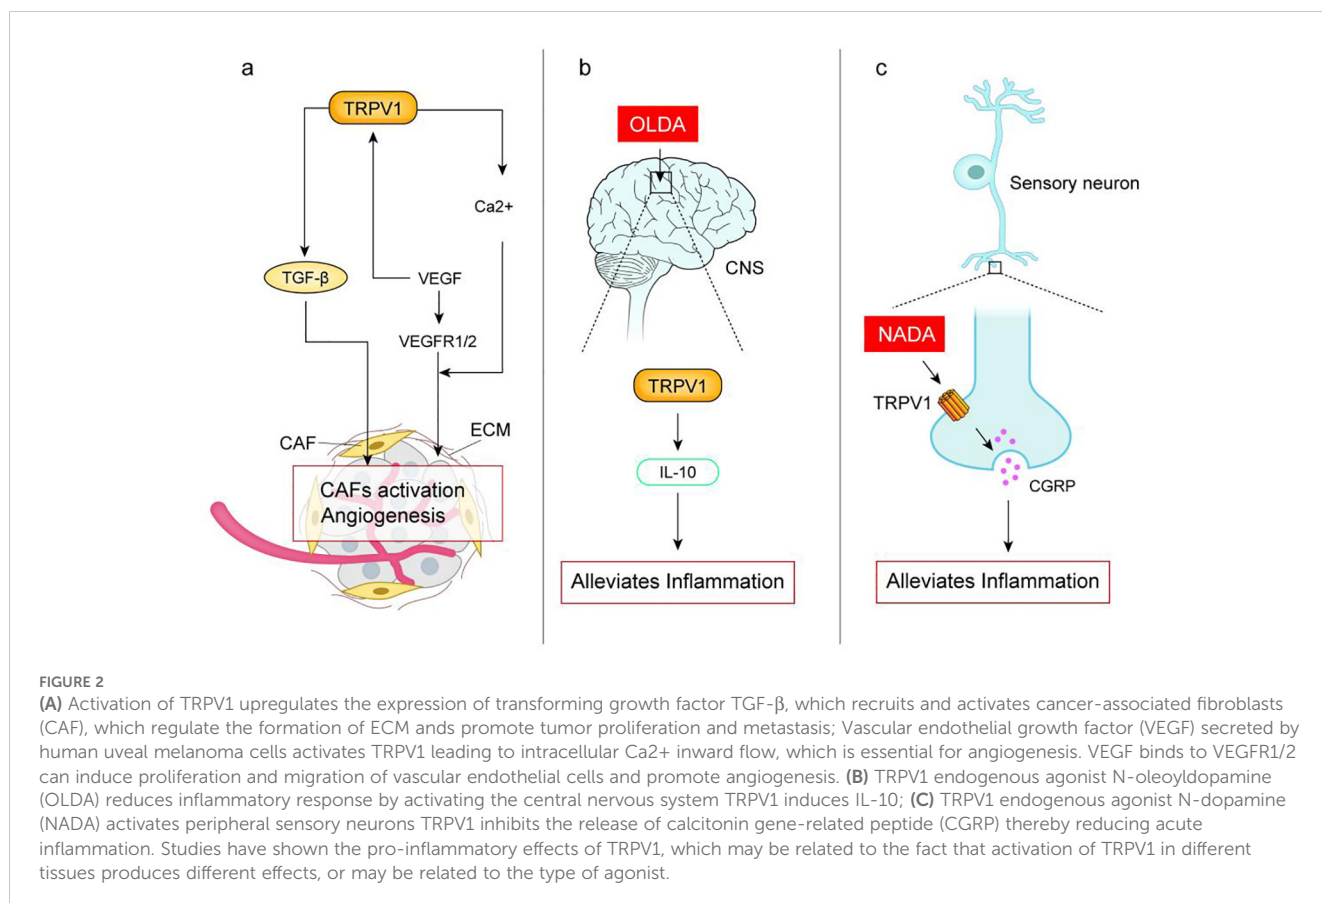 a
TRPV1
Ca2+
TGF-β
VEGF
VEGFR1/2
CAF
ECM
CAFs activation
Angiogenesis
b
OLDA
CNS
TRPV1
IL-10
Alleviates Inflammation
c
Sensory neuron
NADA
TRPV1
CGRP
Alleviates Inflammation
FIGURE 2
(A) Activation of TRPV1 upregulates the expression of transforming growth factor TGF-β, which recruits and activates cancer-associated fibroblasts
(CAF), which regulate the formation of ECM ands promote tumor proliferation and metastasis; Vascular endothelial growth factor (VEGF) secreted by
human uveal melanoma cells activates TRPV1 leading to intracellular Ca2+ inward flow, which is essential for angiogenesis. VEGF binds to VEGFR1/2
can induce proliferation and migration of vascular endothelial cells and promote angiogenesis. (B) TRPV1 endogenous agonist N-oleoyldopamine
(OLDA) reduces inflammatory response by activating the central nervous system TRPV1 induces IL-10; (C) TRPV1 endogenous agonist N-dopamine
(NADA) activates peripheral sensory neurons TRPV1 inhibits the release of calcitonin gene-related peptide (CGRP) thereby reducing acute
inflammation. Studies have shown the pro-inflammatory effects of TRPV1, which may be related to the fact that activation of TRPV1 in different
tissues produces different effects, or may be related to the type of agonist.